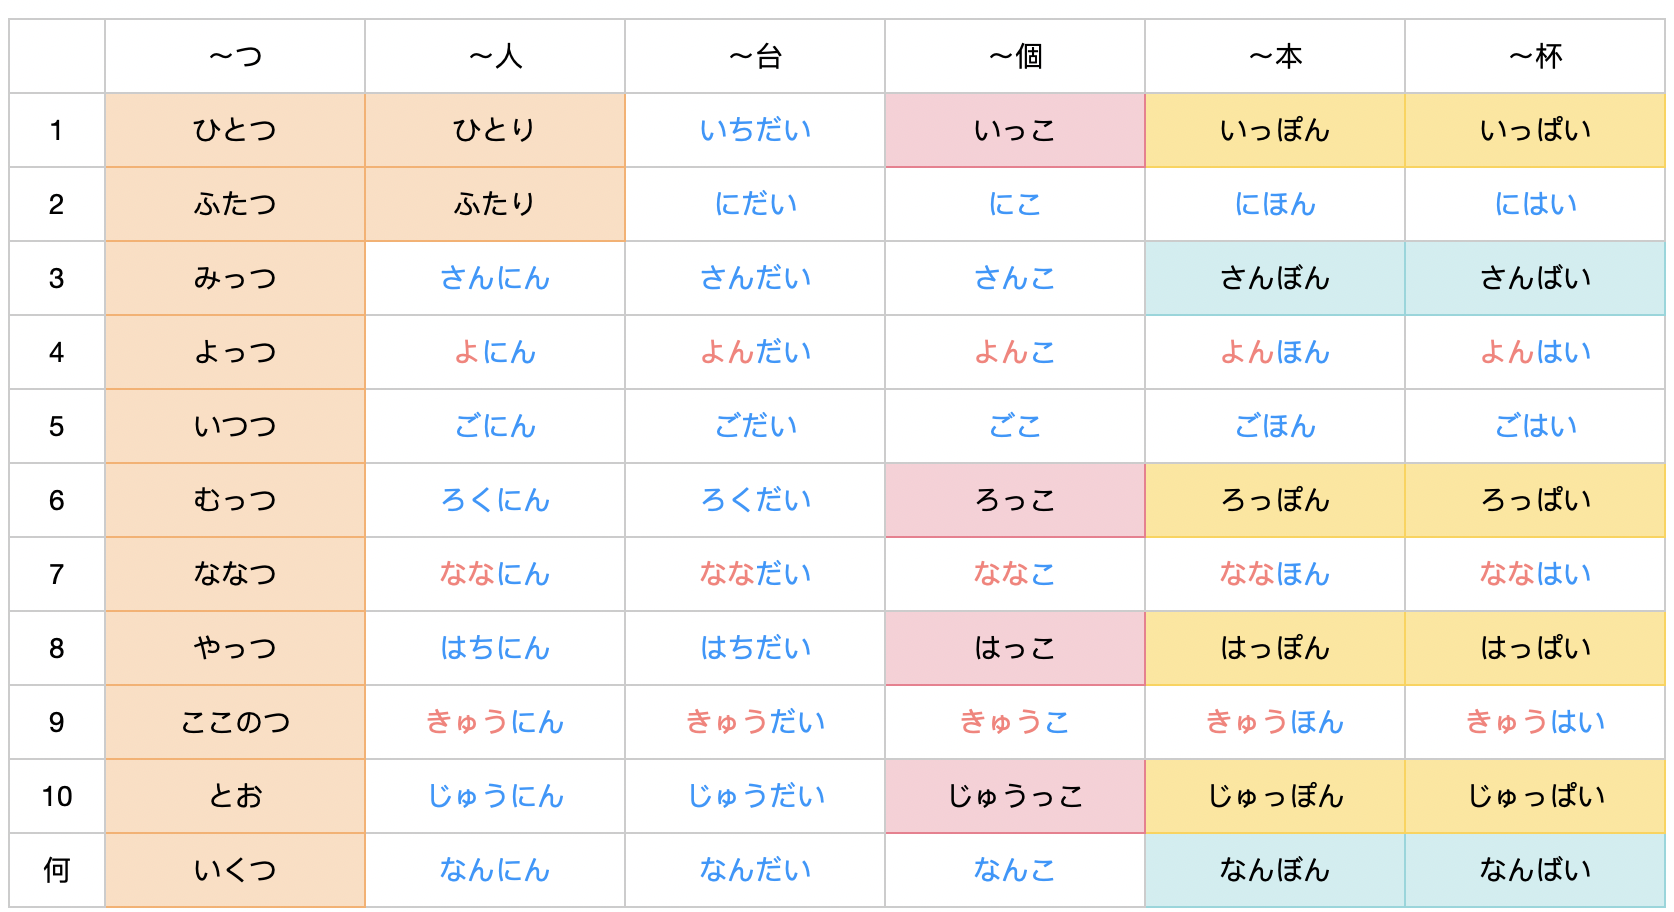 ～つ ～人 ～台 ～個 ～本 ～杯
1 ひとつ ひとり いちだい いっこ いっぽん いっぱい
2 ふたつ ふたり にだい にこ にほん にはい
3 みっつ さんにん さんだい さんこ さんぼん さんばい
4 よっつ よにん よんだい よんこ よんほん よんはい
5 いつつ ごにん ごだい ごこ ごほん ごはい
6 むっつ ろくにん ろくだい ろっこ ろっぽん ろっぱい
7 ななつ ななにん ななだい ななこ ななほん ななはい
8 やっつ はちにん はちだい はっこ はっぽん はっぱい
9 ここのつ きゅうにん きゅうだい きゅうこ きゅうほん きゅうはい
10 とお じゅうにん じゅうだい じゅうっこ じゅっぽん じゅっぱい
何 いくつ なんにん なんだい なんこ なんぼん なんばい